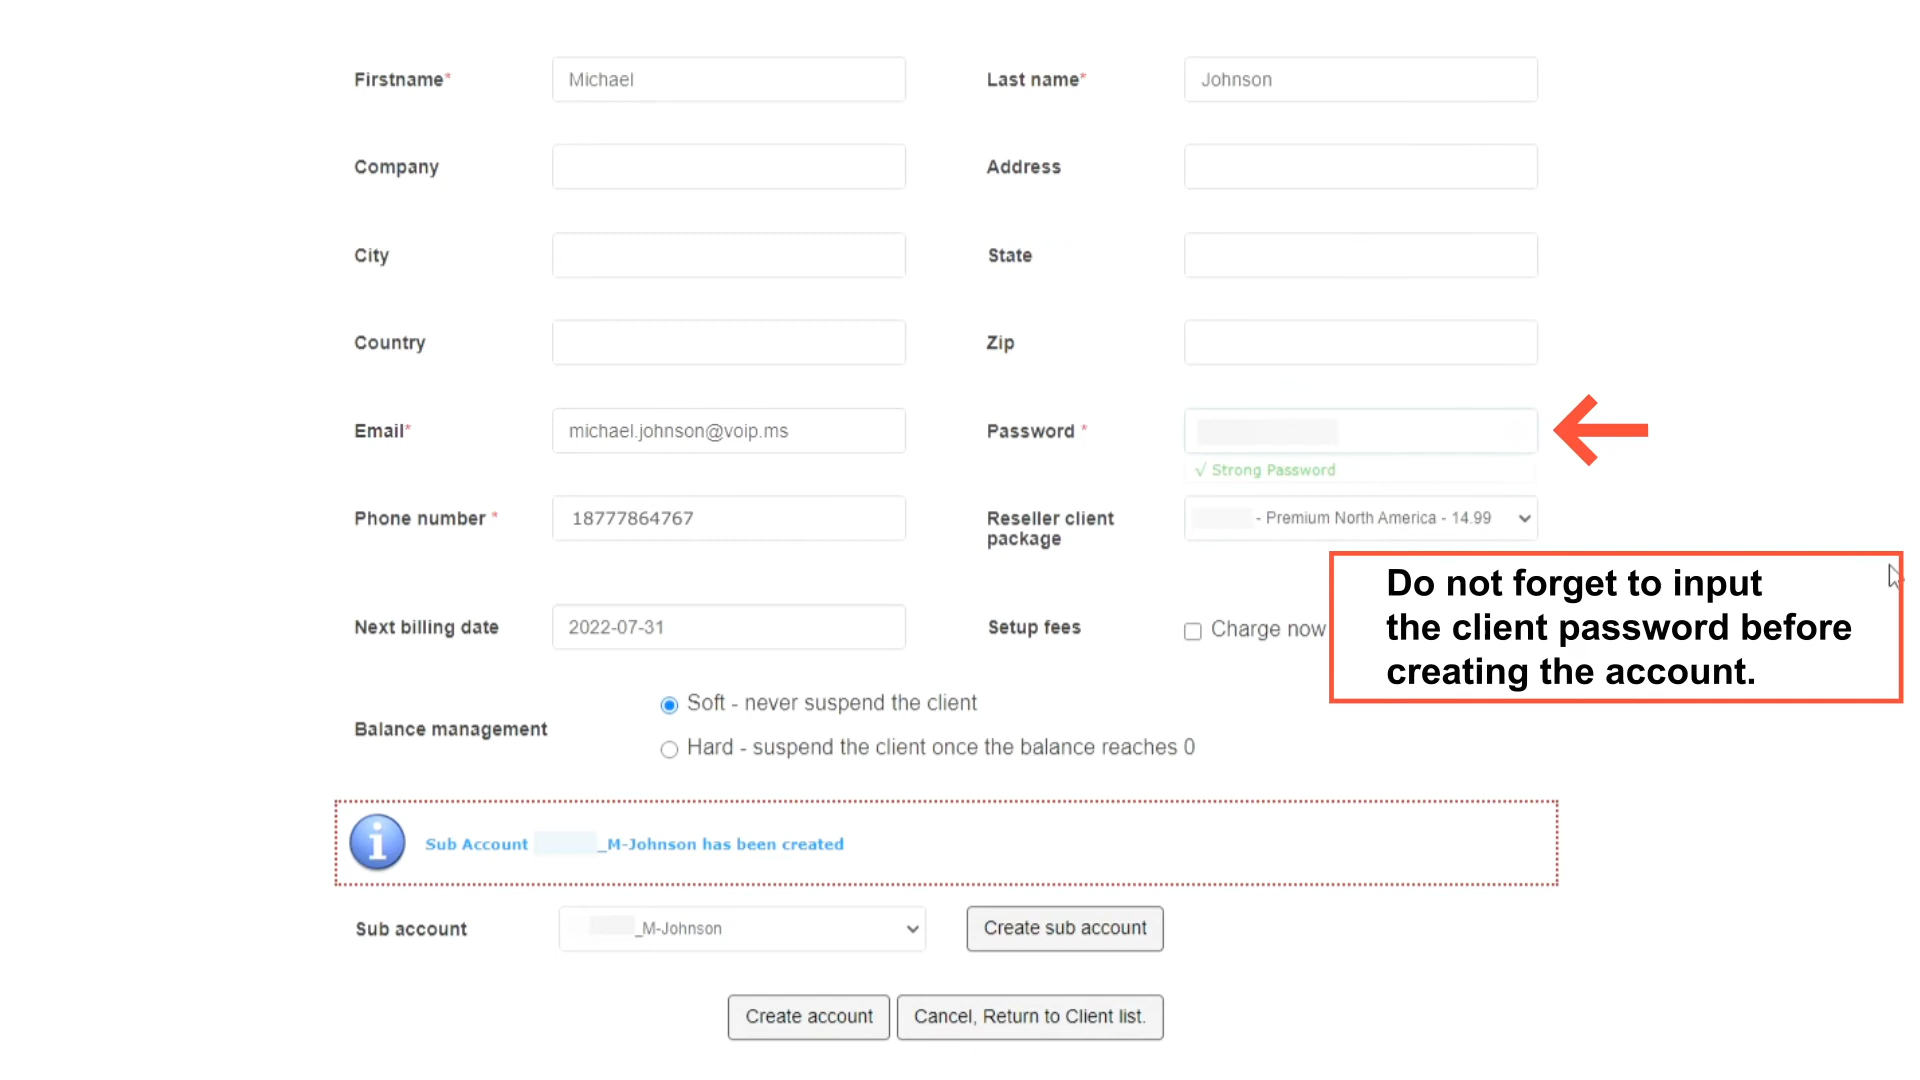 Firstname* Michael Last name* Johnson
Company Address
City State
Country Zip
Email* michael.johnson@voip.ms Password *
√ Strong Password
Phone number * 18777864767 Reseller client package - Premium North America - 14.99
Do not forget to input
the client password before
creating the account.
Next billing date 2022-07-31 Setup fees Charge now
Balance management
Soft - never suspend the client
Hard - suspend the client once the balance reaches 0
Sub Account _M-Johnson has been created
Sub account _M-Johnson Create sub account
Create account Cancel, Return to Client list.